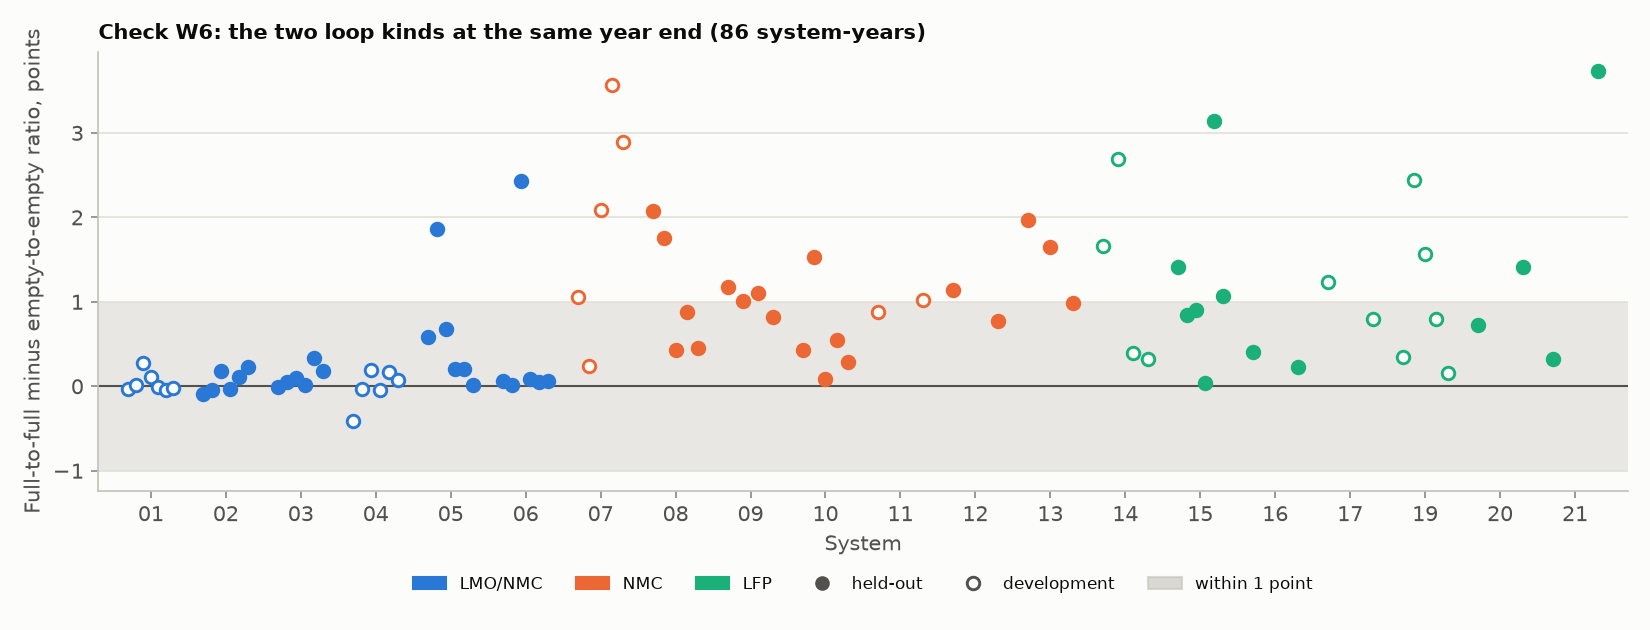 Check W6: the two loop kinds at the same year end (86 system-years)
Full-to-full minus empty-to-empty ratio, points
3
2
1
0
−1
01 02 03 04 05 06 07 08 09 10 11 12 13 14 15 16 17 19 20 21
System
LMO/NMC NMC LFP held-out development within 1 point